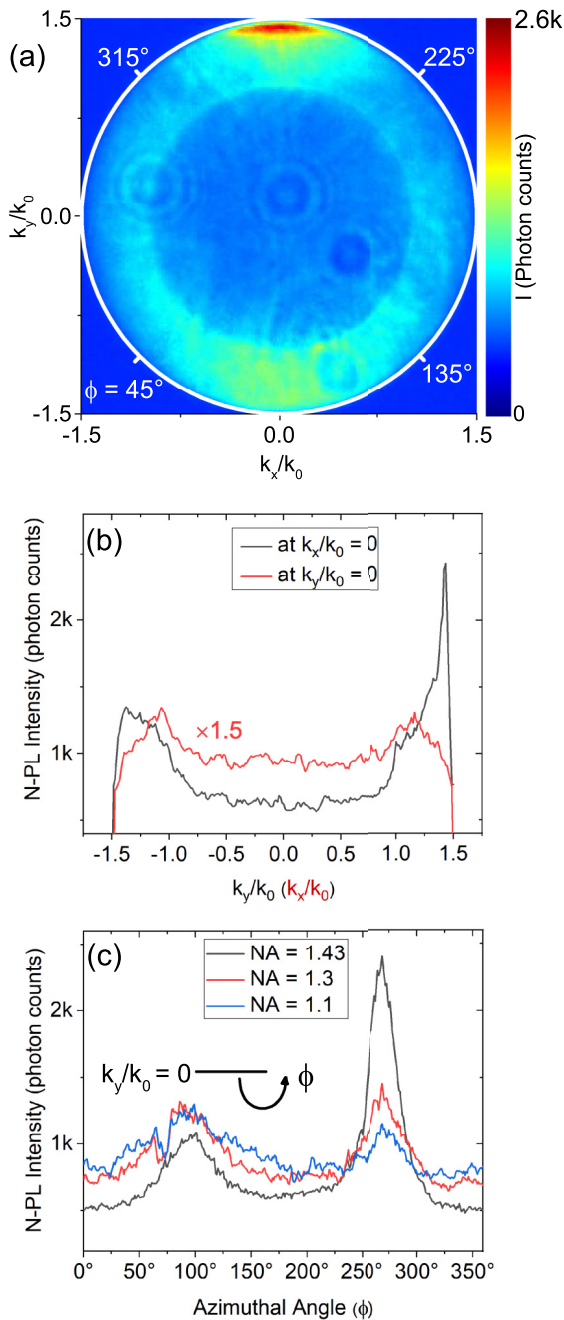 (a)
1.5
0.0
-1.5
k_y/k_0
315°
225°
ϕ = 45°
135°
-1.5
0.0
1.5
k_x/k_0
2.6k
I (Photon counts)
0
(b)
at k_x/k_0 = 0
at k_y/k_0 = 0
×1.5
2k
1k
N-PL Intensity (photon counts)
-1.5 -1.0 -0.5 0.0 0.5 1.0 1.5
k_y/k_0 (k_x/k_0)
(c)
NA = 1.43
NA = 1.3
NA = 1.1
k_y/k_0 = 0
ϕ
2k
1k
N-PL Intensity (photon counts)
0° 50° 100° 150° 200° 250° 300° 350°
Azimuthal Angle (ϕ)